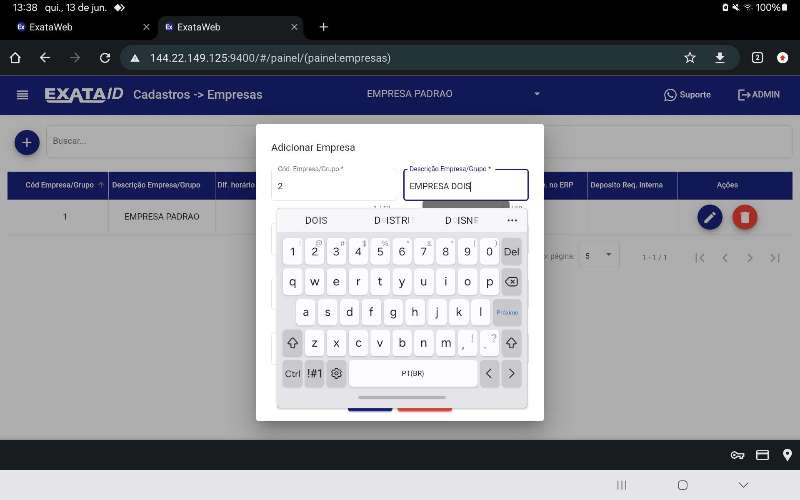 13:38 qui., 13 de jun. 100%
Ex ExataWeb
Ex ExataWeb
144.22.149.125:9400/#/painel/(painel:empresas) 2
EXATAID Cadastros -> Empresas EMPRESA PADRAO Suporte ADMIN
Buscar...
Adicionar Empresa
Cód. Empresa/Grupo * Descrição Empresa/Grupo *
2 EMPRESA DOIS
Cód Empresa/Grupo Descrição Empresa/Grupo Dif. horário no ERP Deposito Req. Interna Ações
1 EMPRESA PADRAO
página: 5 1 - 1 / 1
DOIS
1 2 3 4 5 6 7 8 9 0 Del
q w e r t y u i o p
a s d f g h j k l Próximo
z x c v b n m , ! . ?
Ctrl !#1 PT(BR) < >